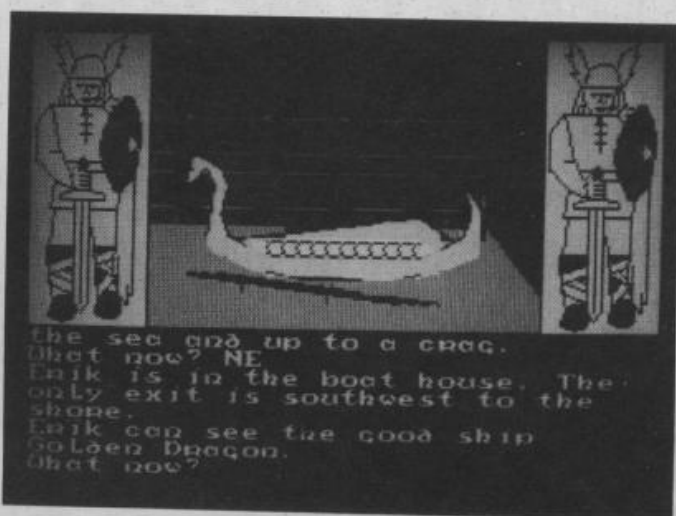 the sea and up to a crag.
What now? NE
Erik is in the boat house. The
only exit is southwest to the
shore.
Erik can see the good ship
Golden Dragon.
What now?